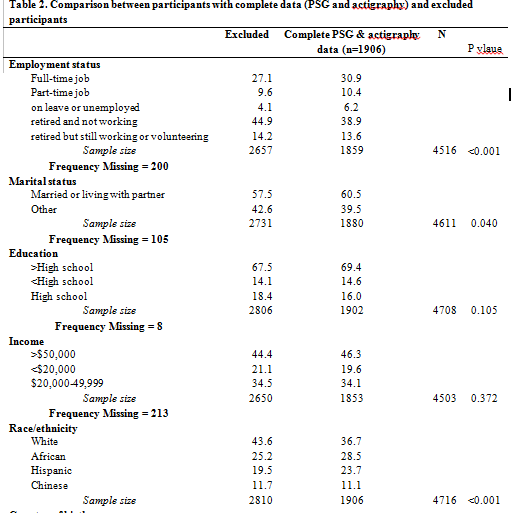 Table 2. Comparison between participants with complete data (PSG and actigraphy) and excluded
participants
Excluded Complete PSG & actigraphy N
data (n=1906) P vlaue
Employment status
Full-time job 27.1 30.9
Part-time job 9.6 10.4
on leave or unemployed 4.1 6.2
retired and not working 44.9 38.9
retired but still working or volunteering 14.2 13.6
Sample size 2657 1859 4516 <0.001
Frequency Missing = 200
Marital status
Married or living with partner 57.5 60.5
Other 42.6 39.5
Sample size 2731 1880 4611 0.040
Frequency Missing = 105
Education
>High school 67.5 69.4
<High school 14.1 14.6
High school 18.4 16.0
Sample size 2806 1902 4708 0.105
Frequency Missing = 8
Income
>$50,000 44.4 46.3
<$20,000 21.1 19.6
$20,000-49,999 34.5 34.1
Sample size 2650 1853 4503 0.372
Frequency Missing = 213
Race/ethnicity
White 43.6 36.7
African 25.2 28.5
Hispanic 19.5 23.7
Chinese 11.7 11.1
Sample size 2810 1906 4716 <0.001